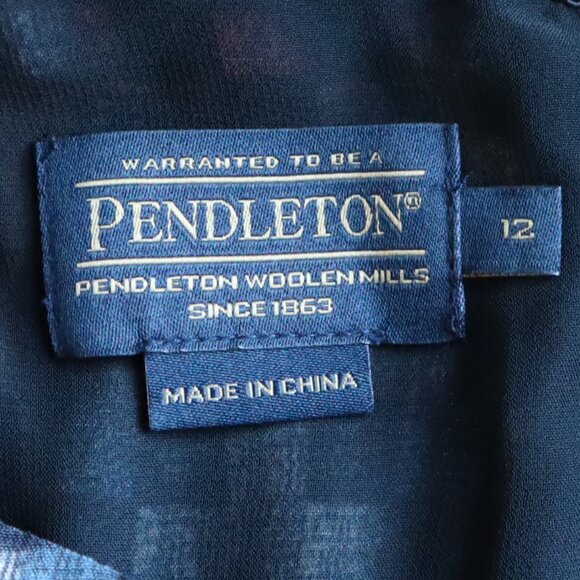 WARRANTED TO BE A
PENDLETON®
PENDLETON WOOLEN MILLS
SINCE 1863
12
MADE IN CHINA